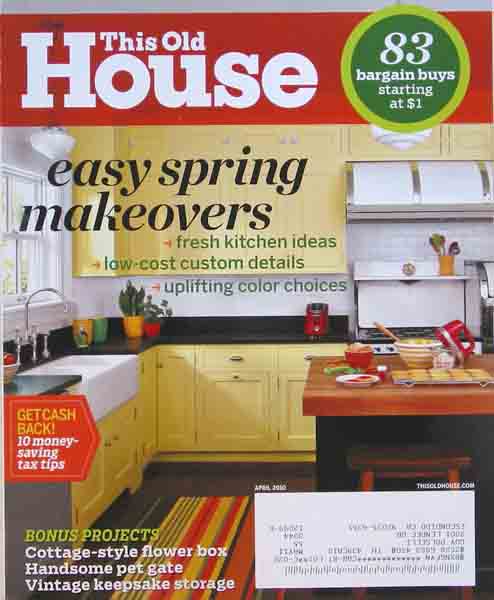 This Old
House
83
bargain buys
starting
at $1
easy spring
makeovers
→ fresh kitchen ideas
→ low-cost custom details
→ uplifting color choices
GET CASH
BACK!
10 money-
saving
tax tips
APRIL 2010
THISOLDHOUSE.COM
BONUS PROJECTS
Cottage-style flower box
Handsome pet gate
Vintage keepsake storage